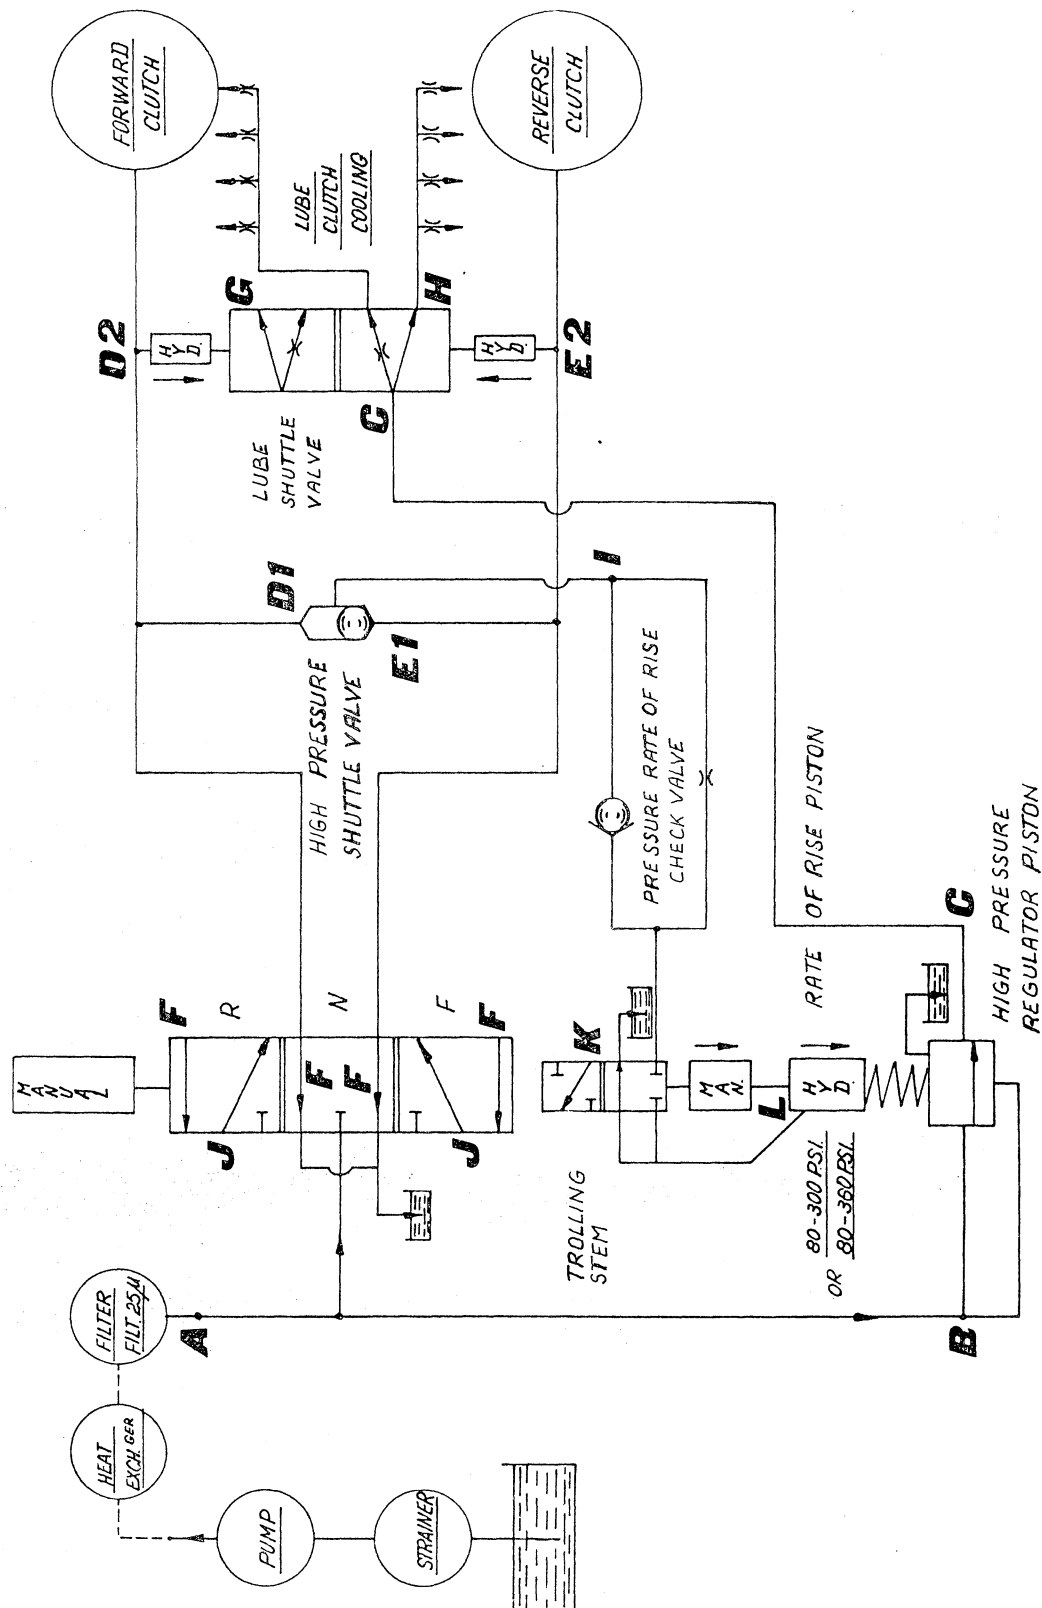 STRAINER
PUMP
HEAT
EXCH.GER
FILTER
FILT. 25µ
A
B
MANUAL
F
R
J
F
F
N
F
J
F
TROLLING
STEM
K
MAN.
L
HYD.
80-300 PSI.
OR 80-360 PSI.
RATE OF RISE PISTON
C
HIGH PRESSURE
REGULATOR PISTON
HIGH PRESSURE
SHUTTLE VALVE
D1
E1
I
PRESSURE RATE OF RISE
CHECK VALVE
LUBE
SHUTTLE
VALVE
D2
HYD.
G
C
H
HYD.
E2
LUBE
CLUTCH
COOLING
FORWARD
CLUTCH
REVERSE
CLUTCH